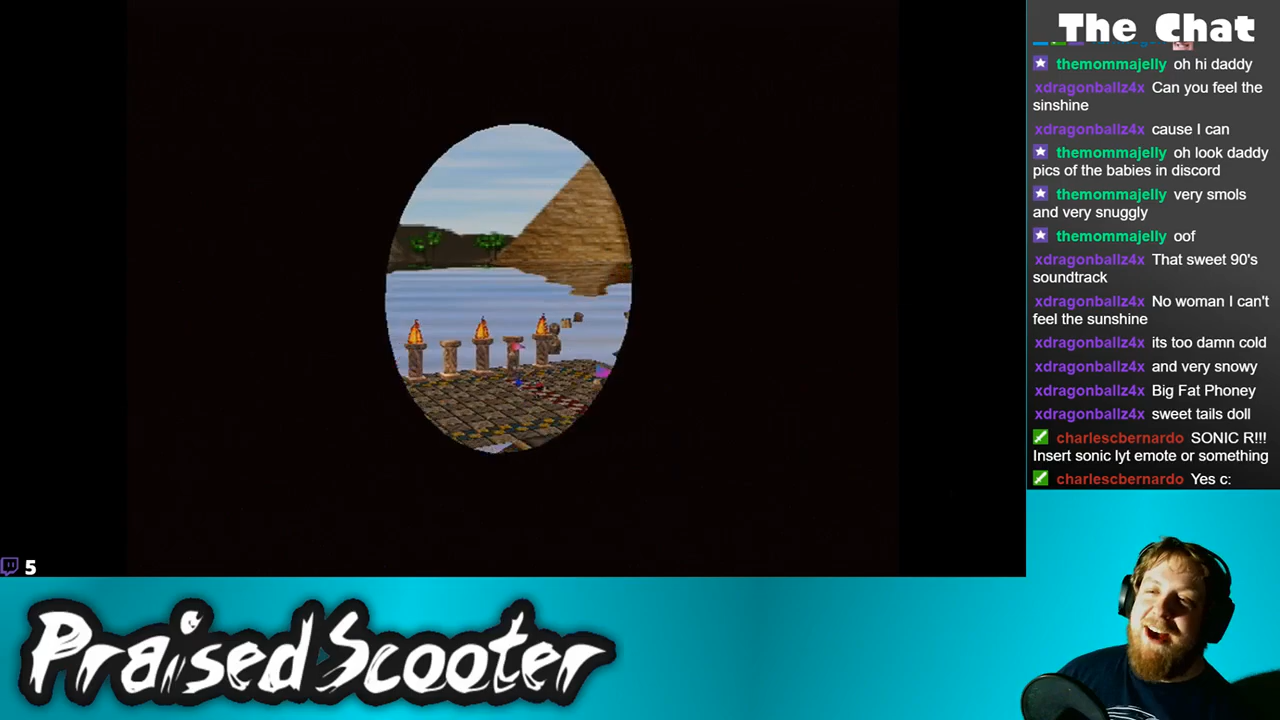 The Chat
themommajelly oh hi daddy
xdragonballz4x Can you feel the
sinshine
xdragonballz4x cause I can
themommajelly oh look daddy
pics of the babies in discord
themommajelly very smols
and very snuggly
themommajelly oof
xdragonballz4x That sweet 90's
soundtrack
xdragonballz4x No woman I can't
feel the sunshine
xdragonballz4x its too damn cold
xdragonballz4x and very snowy
xdragonballz4x Big Fat Phoney
xdragonballz4x sweet tails doll
charlescbernardo SONIC R!!!
Insert sonic lyt emote or something
charlescbernardo Yes c:
5
PraisedScooter